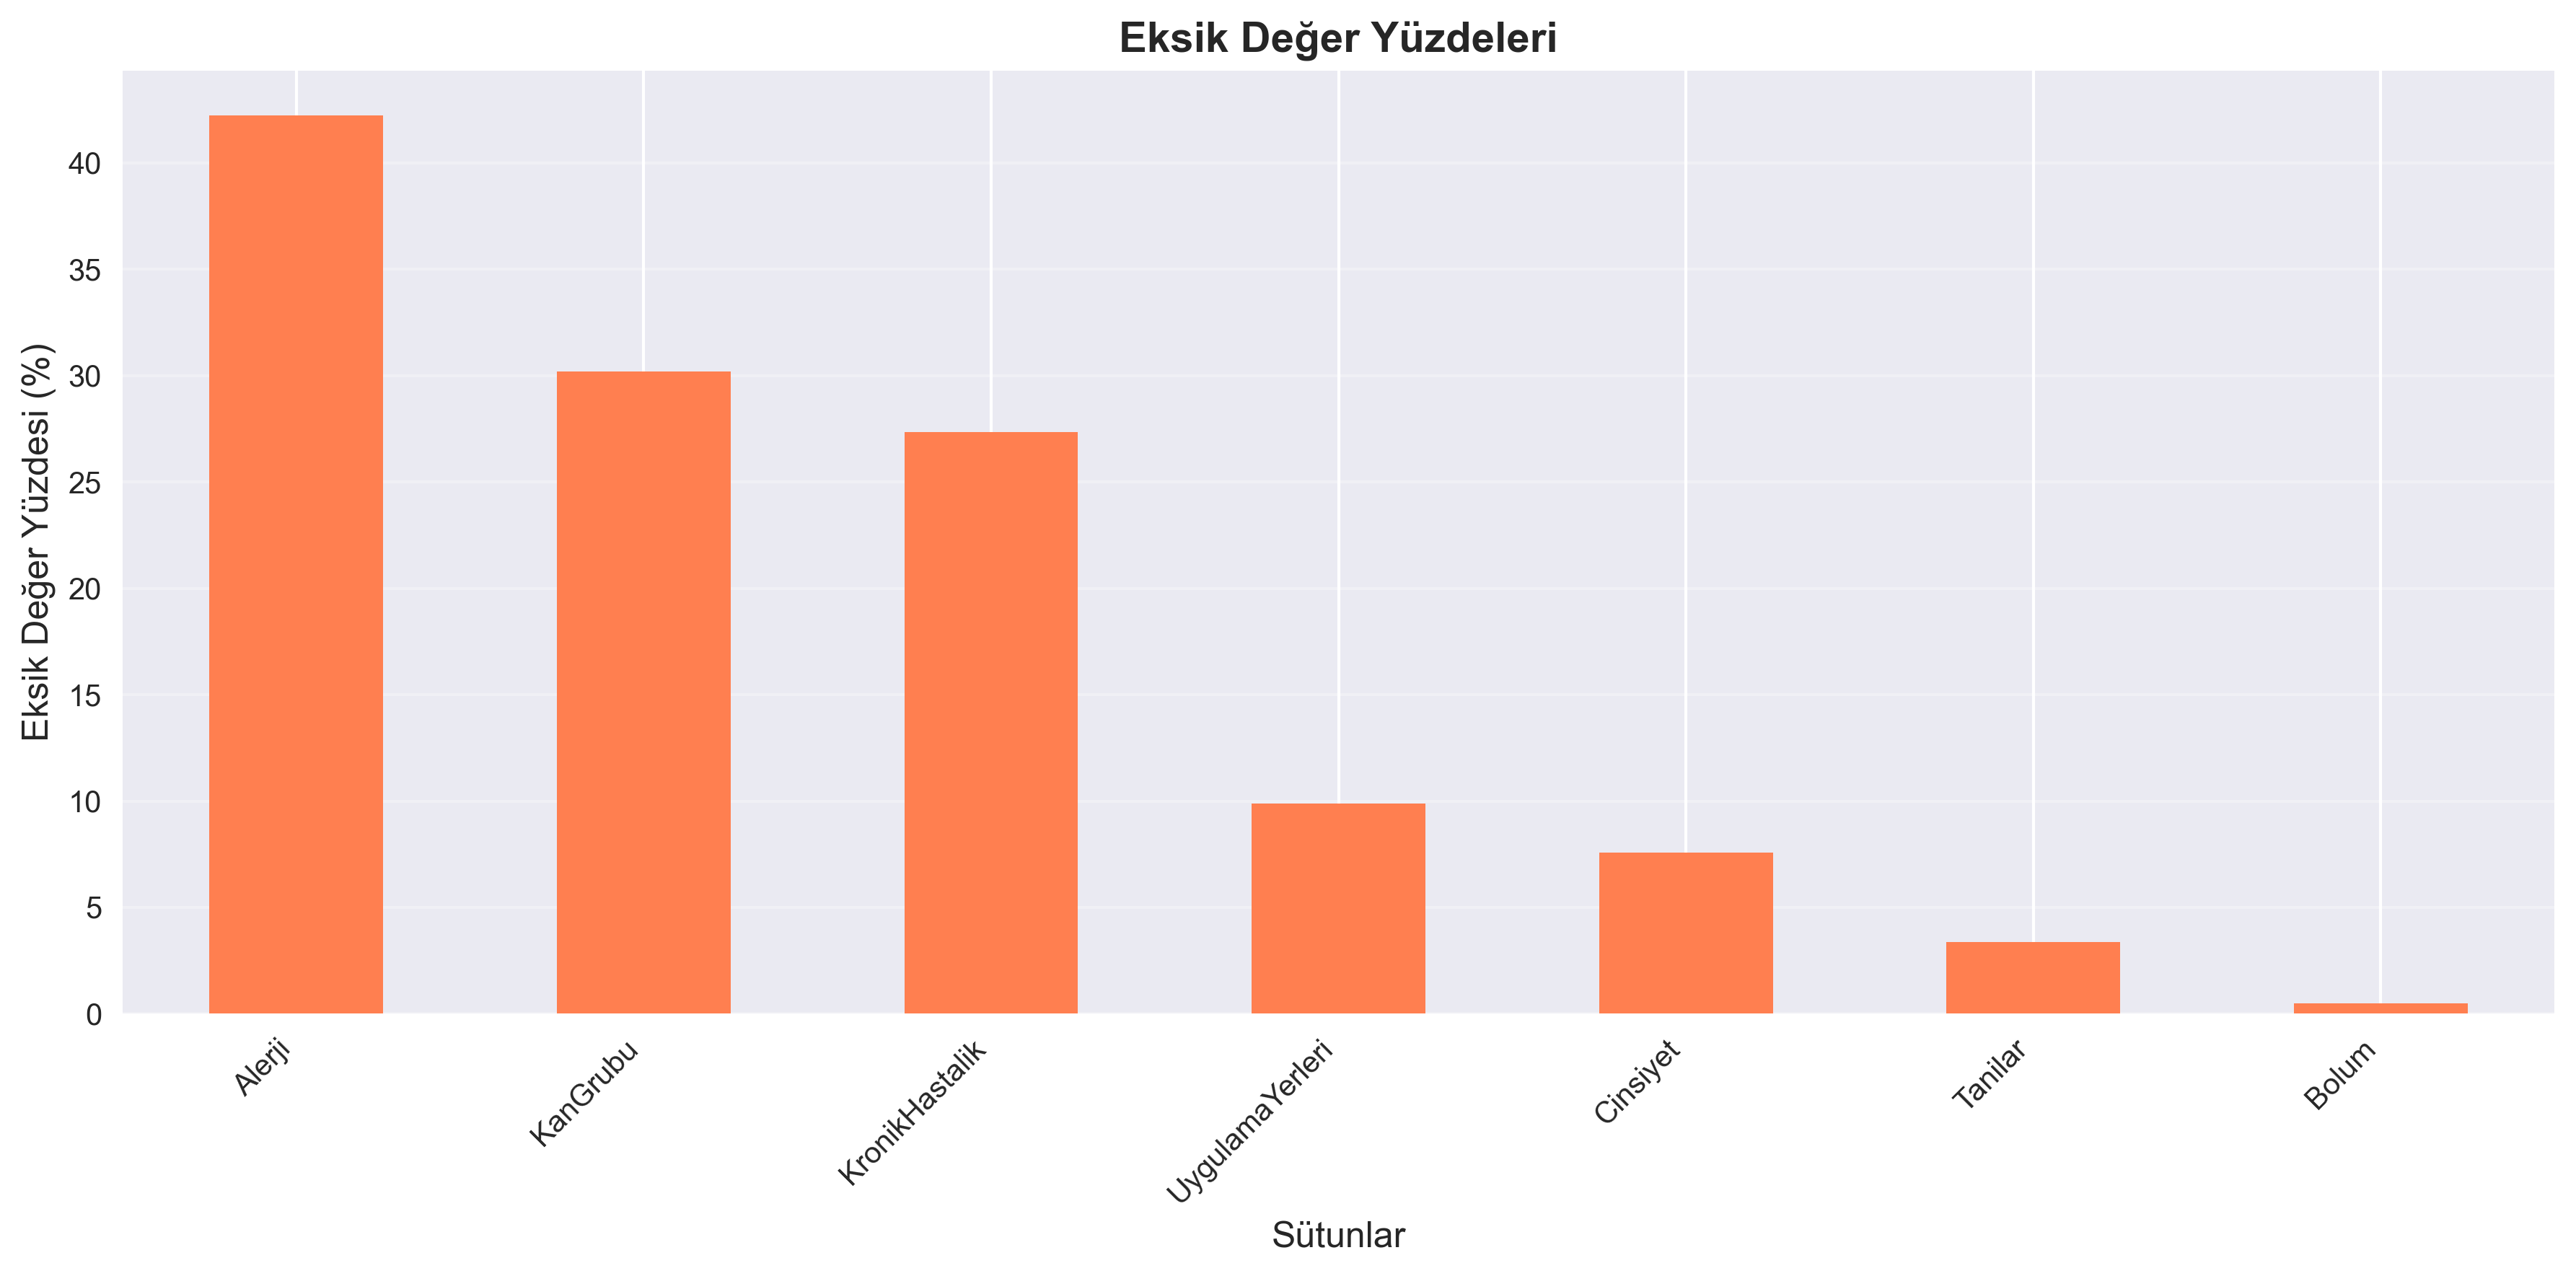 Eksik Değer Yüzdeleri
Eksik Değer Yüzdesi (%)
40
35
30
25
20
15
10
5
0
Alerji
KanGrubu
KronikHastalik
UygulamaYerleri
Cinsiyet
Tanilar
Bolum
Sütunlar